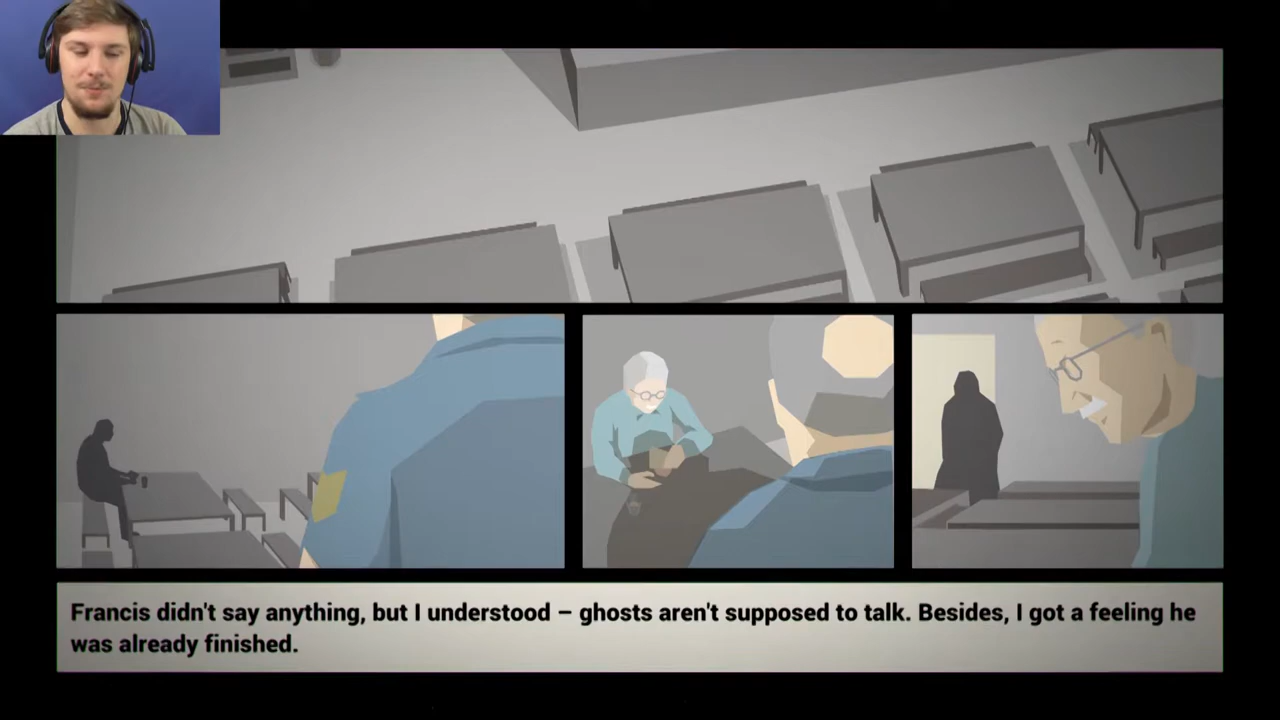 Francis didn't say anything, but I understood – ghosts aren't supposed to talk. Besides, I got a feeling he
was already finished.